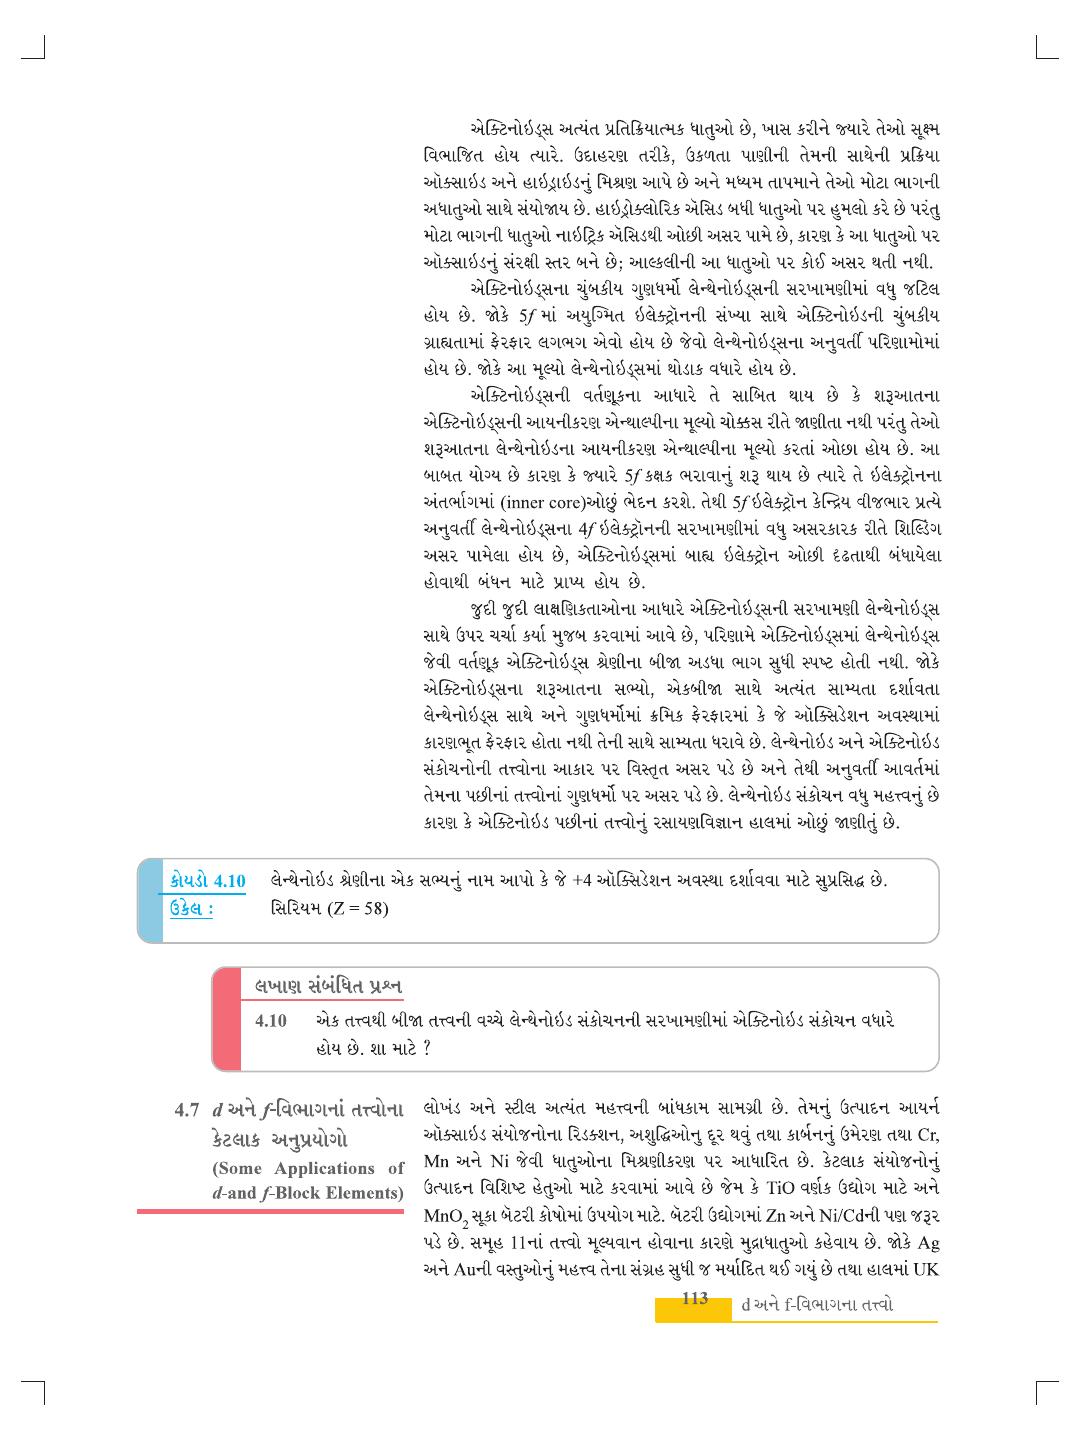 એક્ટિનોઇડ્સ અત્યંત પ્રતિક્રિયાત્મક ધાતુઓ છે, ખાસ કરીને જ્યારે તેઓ સૂક્ષ્મ
વિભાજિત હોય ત્યારે. ઉદાહરણ તરીકે, ઉકળતા પાણીની તેમની સાથેની પ્રક્રિયા
ઑક્સાઇડ અને હાઇડ્રાઇડનું મિશ્રણ આપે છે અને મધ્યમ તાપમાને તેઓ મોટા ભાગની
અધાતુઓ સાથે સંયોજાય છે. હાઇડ્રોક્લોરિક ઍસિડ બધી ધાતુઓ પર હુમલો કરે છે પરંતુ
મોટા ભાગની ધાતુઓ નાઇટ્રિક ઍસિડથી ઓછી અસર પામે છે, કારણ કે આ ધાતુઓ પર
ઑક્સાઇડનું સંરક્ષી સ્તર બને છે; આલ્કલીની આ ધાતુઓ પર કોઈ અસર થતી નથી.
એક્ટિનોઇડ્સના ચુંબકીય ગુણધર્મો લેન્થેનોઇડ્સની સરખામણીમાં વધુ જટિલ
હોય છે. જોકે 5f માં અયુગ્મિત ઇલેક્ટ્રૉનની સંખ્યા સાથે એક્ટિનોઇડની ચુંબકીય
ગ્રાહ્યતામાં ફેરફાર લગભગ એવો હોય છે જેવો લેન્થેનોઇડ્સના અનુવર્તી પરિણામોમાં
હોય છે. જોકે આ મૂલ્યો લેન્થેનોઇડ્સમાં થોડાક વધારે હોય છે.
એક્ટિનોઇડ્સની વર્તણૂકના આધારે તે સાબિત થાય છે કે શરૂઆતના
એક્ટિનોઇડ્સની આયનીકરણ એન્થાલ્પીના મૂલ્યો ચોક્કસ રીતે જાણીતા નથી પરંતુ તેઓ
શરૂઆતના લેન્થેનોઇડના આયનીકરણ એન્થાલ્પીના મૂલ્યો કરતાં ઓછા હોય છે. આ
બાબત યોગ્ય છે કારણ કે જ્યારે 5f કક્ષક ભરાવાનું શરૂ થાય છે ત્યારે તે ઇલેક્ટ્રૉનના
અંતર્ભાગમાં (inner core)ઓછું ભેદન કરશે. તેથી 5f ઇલેક્ટ્રૉન કેન્દ્રિય વીજભાર પ્રત્યે
અનુવર્તી લેન્થેનોઇડ્સના 4f ઇલેક્ટ્રૉનની સરખામણીમાં વધુ અસરકારક રીતે શિલ્ડિંગ
અસર પામેલા હોય છે, એક્ટિનોઇડ્સમાં બાહ્ય ઇલેક્ટ્રૉન ઓછી દૃઢતાથી બંધાયેલા
હોવાથી બંધન માટે પ્રાપ્ય હોય છે.
જુદી જુદી લાક્ષણિકતાઓના આધારે એક્ટિનોઇડ્સની સરખામણી લેન્થેનોઇડ્સ
સાથે ઉપર ચર્ચા કર્યા મુજબ કરવામાં આવે છે, પરિણામે એક્ટિનોઇડ્સમાં લેન્થેનોઇડ્સ
જેવી વર્તણૂક એક્ટિનોઇડ્સ શ્રેણીના બીજા અડધા ભાગ સુધી સ્પષ્ટ હોતી નથી. જોકે
એક્ટિનોઇડ્સના શરૂઆતના સભ્યો, એકબીજા સાથે અત્યંત સામ્યતા દર્શાવતા
લેન્થેનોઇડ્સ સાથે અને ગુણધર્મોમાં ક્રમિક ફેરફારમાં કે જે ઑક્સિડેશન અવસ્થામાં
કારણભૂત ફેરફાર હોતા નથી તેની સાથે સામ્યતા ધરાવે છે. લેન્થેનોઇડ અને એક્ટિનોઇડ
સંકોચનોની તત્ત્વોના આકાર પર વિસ્તૃત અસર પડે છે અને તેથી અનુવર્તી આવર્તમાં
તેમના પછીનાં તત્ત્વોનાં ગુણધર્મો પર અસર પડે છે. લેન્થેનોઇડ સંકોચન વધુ મહત્ત્વનું છે
કારણ કે એક્ટિનોઇડ પછીનાં તત્ત્વોનું રસાયણવિજ્ઞાન હાલમાં ઓછું જાણીતું છે.
કોયડો 4.10 લેન્થેનોઇડ શ્રેણીના એક સભ્યનું નામ આપો કે જે +4 ઑક્સિડેશન અવસ્થા દર્શાવવા માટે સુપ્રસિદ્ધ છે.
ઉકેલ : સિરિયમ (Z = 58)
લખાણ સંબંધિત પ્રશ્ન
4.10 એક તત્ત્વથી બીજા તત્ત્વની વચ્ચે લેન્થેનોઇડ સંકોચનની સરખામણીમાં એક્ટિનોઇડ સંકોચન વધારે
હોય છે. શા માટે ?
4.7 d અને f-વિભાગનાં તત્ત્વોના
કેટલાક અનુપ્રયોગો
(Some Applications of
d-and f-Block Elements)
લોખંડ અને સ્ટીલ અત્યંત મહત્ત્વની બાંધકામ સામગ્રી છે. તેમનું ઉત્પાદન આયર્ન
ઑક્સાઇડ સંયોજનોના રિડક્શન, અશુદ્ધિઓનુ દૂર થવું તથા કાર્બનનું ઉમેરણ તથા Cr,
Mn અને Ni જેવી ધાતુઓના મિશ્રણીકરણ પર આધારિત છે. કેટલાક સંયોજનોનું
ઉત્પાદન વિશિષ્ટ હેતુઓ માટે કરવામાં આવે છે જેમ કે TiO વર્ણક ઉદ્યોગ માટે અને
MnO₂ સૂકા બૅટરી કોષોમાં ઉપયોગ માટે. બૅટરી ઉદ્યોગમાં Zn અને Ni/Cdની પણ જરૂર
પડે છે. સમૂહ 11નાં તત્ત્વો મૂલ્યવાન હોવાના કારણે મુદ્રાધાતુઓ કહેવાય છે. જોકે Ag
અને Auની વસ્તુઓનું મહત્ત્વ તેના સંગ્રહ સુધી જ મર્યાદિત થઈ ગયું છે તથા હાલમાં UK
113 d અને f-વિભાગના તત્ત્વો